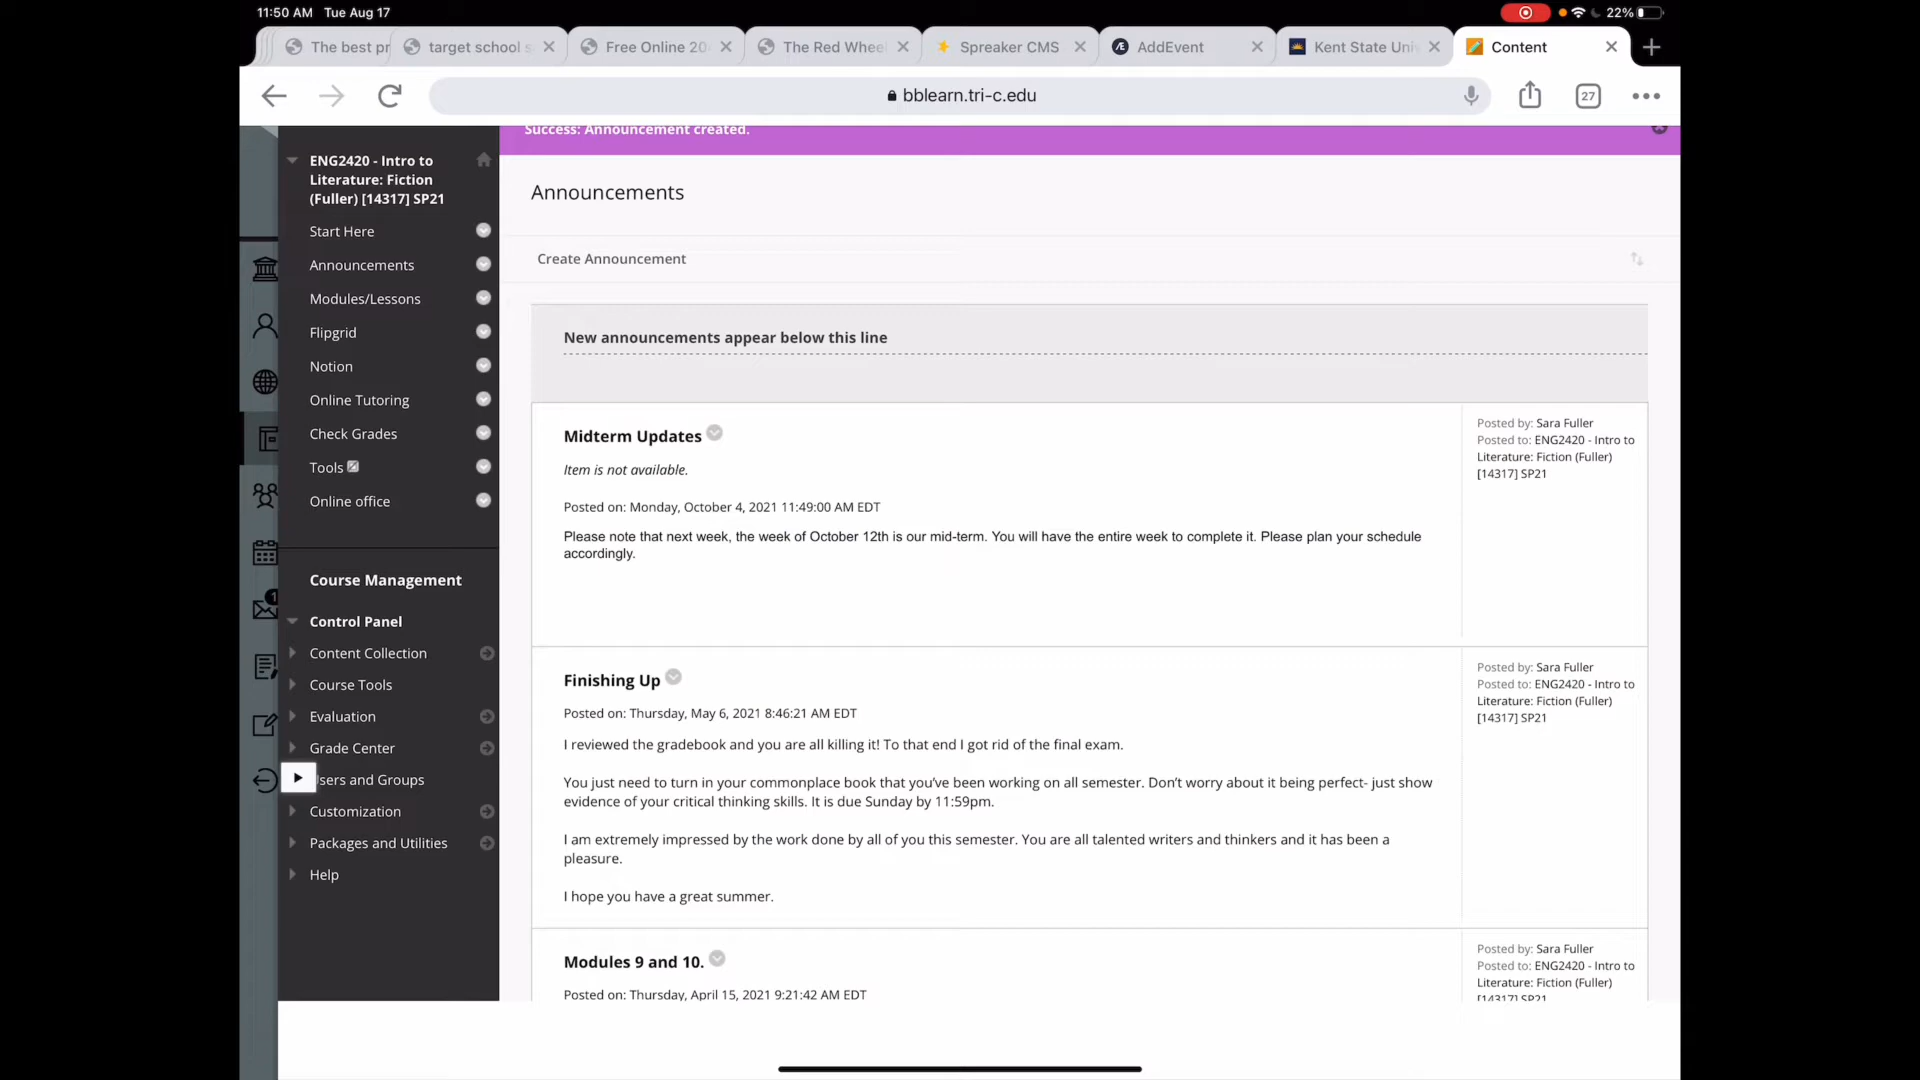 11:50 AM Tue Aug 17
22%
The best pr
target school s
Free Online 20
The Red Whee
Spreaker CMS
AddEvent
Kent State Uni
Content
bblearn.tri-c.edu
27
Success: Announcement created.
ENG2420 - Intro to
Literature: Fiction
(Fuller) [14317] SP21
Start Here
Announcements
Modules/Lessons
Flipgrid
Notion
Online Tutoring
Check Grades
Tools
Online office
Course Management
Control Panel
Content Collection
Course Tools
Evaluation
Grade Center
sers and Groups
Customization
Packages and Utilities
Help
1
Announcements
Create Announcement
New announcements appear below this line
Midterm Updates
Item is not available.
Posted on: Monday, October 4, 2021 11:49:00 AM EDT
Please note that next week, the week of October 12th is our mid-term. You will have the entire week to complete it. Please plan your schedule
accordingly.
Posted by: Sara Fuller
Posted to: ENG2420 - Intro to
Literature: Fiction (Fuller)
[14317] SP21
Finishing Up
Posted on: Thursday, May 6, 2021 8:46:21 AM EDT
I reviewed the gradebook and you are all killing it! To that end I got rid of the final exam.
You just need to turn in your commonplace book that you’ve been working on all semester. Don’t worry about it being perfect- just show
evidence of your critical thinking skills. It is due Sunday by 11:59pm.
I am extremely impressed by the work done by all of you this semester. You are all talented writers and thinkers and it has been a
pleasure.
I hope you have a great summer.
Posted by: Sara Fuller
Posted to: ENG2420 - Intro to
Literature: Fiction (Fuller)
[14317] SP21
Modules 9 and 10.
Posted on: Thursday, April 15, 2021 9:21:42 AM EDT
Posted by: Sara Fuller
Posted to: ENG2420 - Intro to
Literature: Fiction (Fuller)
[14317] SP21